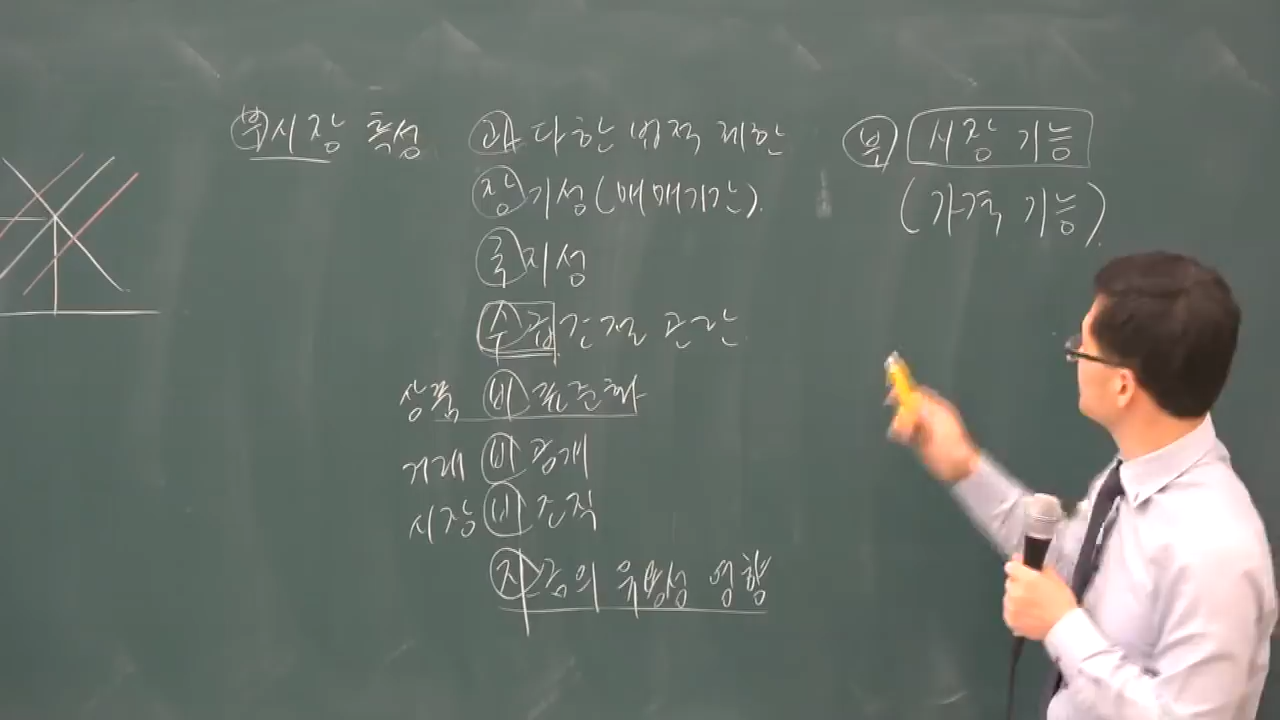 부시장 특성
과다한 법적 제한
장기성(매매기간).
국지성
수급 조절 곤란.
상품 비표준화
거래 비공개
시장 비조직
자금의 유용성 영향
부 시장 기능
(가격 기능).